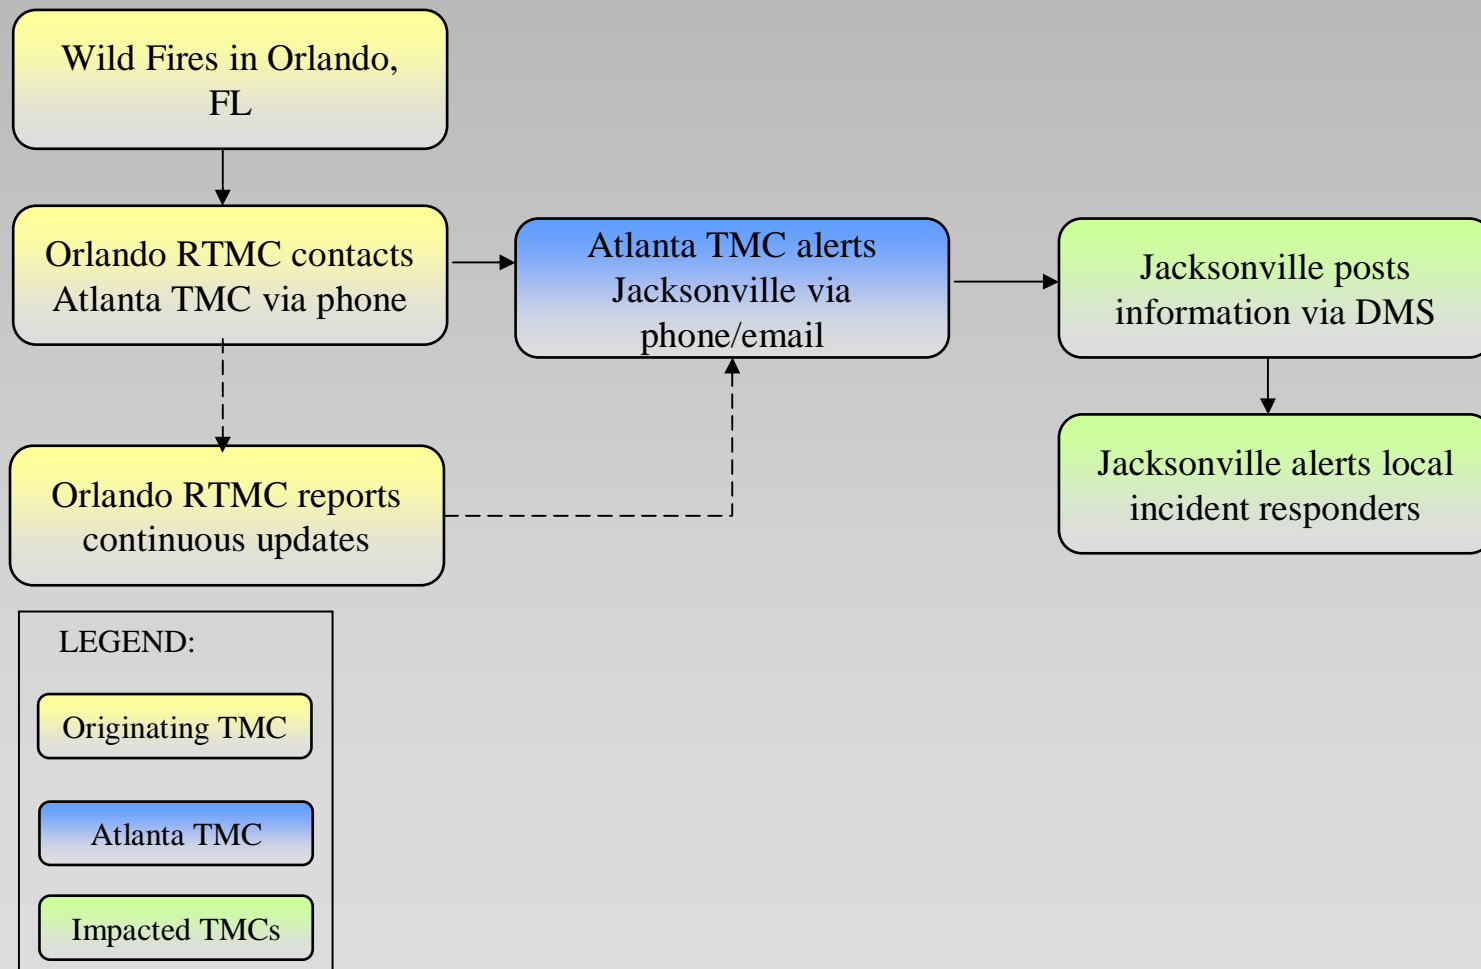 Wild Fires in Orlando,
FL
Orlando RTMC contacts
Atlanta TMC via phone
Atlanta TMC alerts
Jacksonville via
phone/email
Jacksonville posts
information via DMS
Orlando RTMC reports
continuous updates
Jacksonville alerts local
incident responders
LEGEND:
Originating TMC
Atlanta TMC
Impacted TMCs